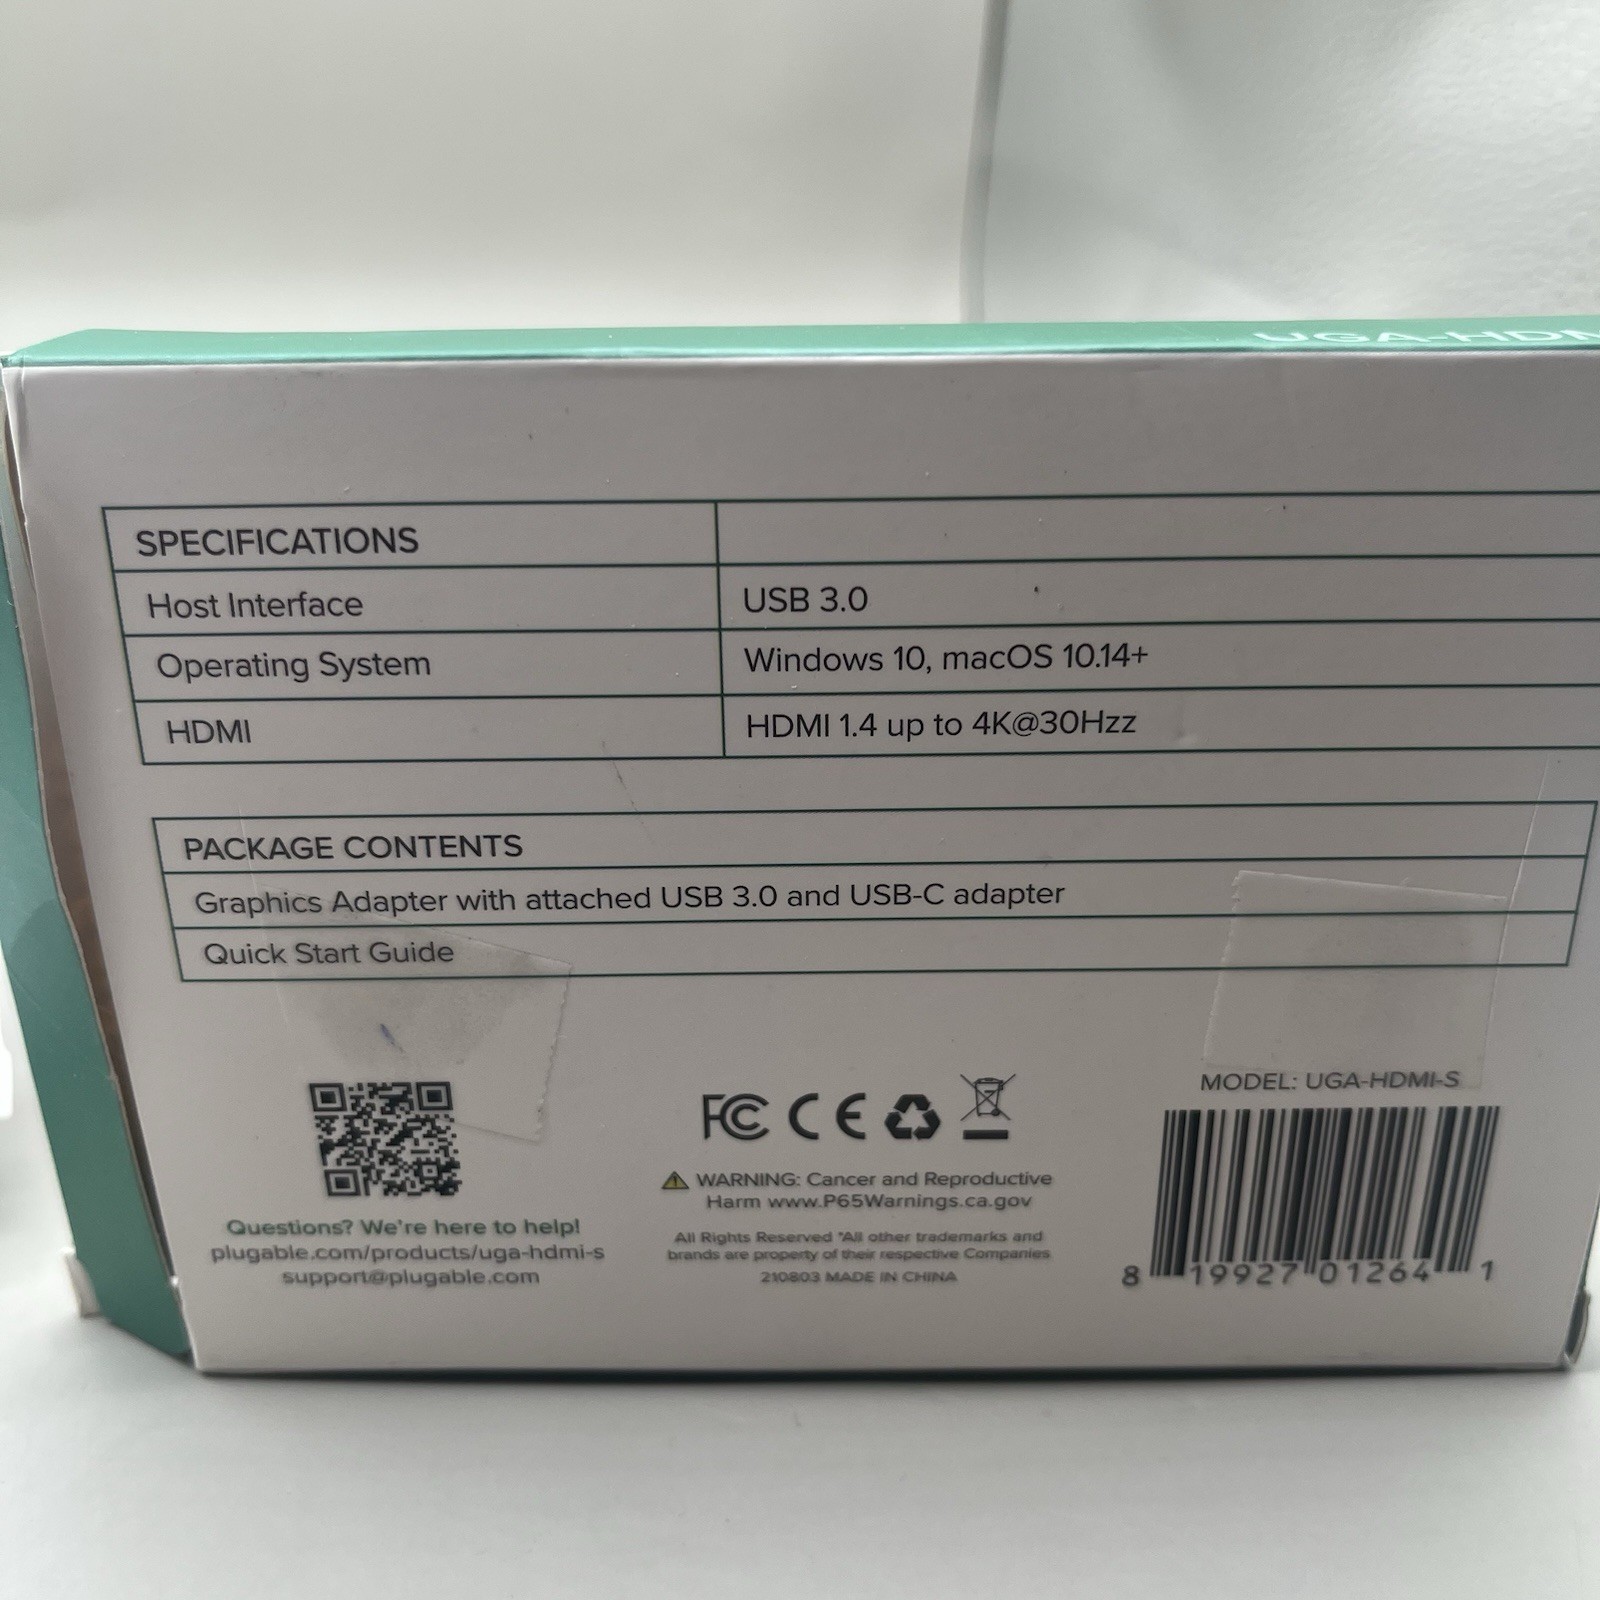 UGA-HDM
SPECIFICATIONS
Host Interface USB 3.0
Operating System Windows 10, macOS 10.14+
HDMI HDMI 1.4 up to 4K@30Hzz
PACKAGE CONTENTS
Graphics Adapter with attached USB 3.0 and USB-C adapter
Quick Start Guide
Questions? We're here to help!
plugable.com/products/uga-hdmi-s
support@plugable.com
FC CE
WARNING: Cancer and Reproductive
Harm www.P65Warnings.ca.gov
All Rights Reserved *All other trademarks and
brands are property of their respective Companies
210803 MADE IN CHINA
MODEL: UGA-HDMI-S
8 19927 01264 1